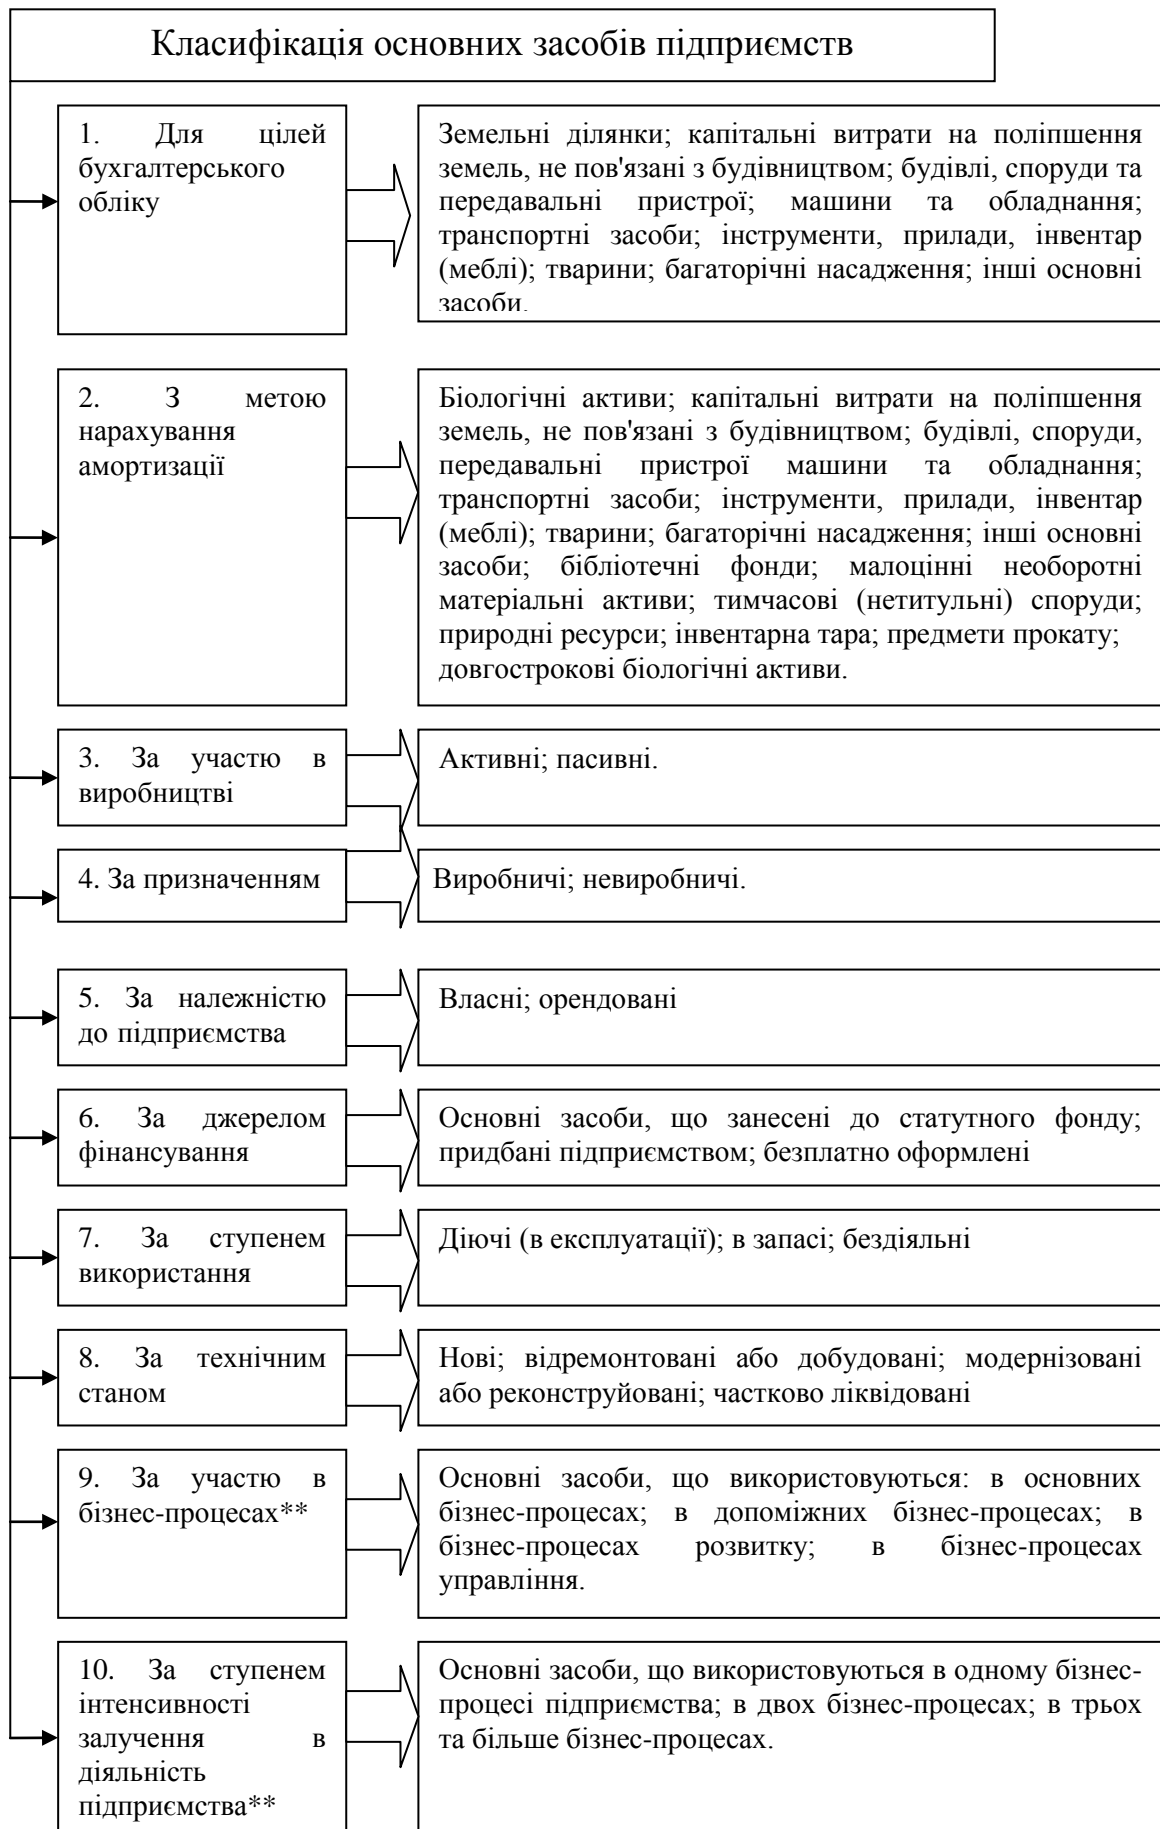 Класифікація основних засобів підприємств
1. Для цілей
бухгалтерського
обліку
Земельні ділянки; капітальні витрати на поліпшення
земель, не пов'язані з будівництвом; будівлі, споруди та
передавальні пристрої; машини та обладнання;
транспортні засоби; інструменти, прилади, інвентар
(меблі); тварини; багаторічні насадження; інші основні
засоби.
2. З метою
нарахування
амортизації
Біологічні активи; капітальні витрати на поліпшення
земель, не пов'язані з будівництвом; будівлі, споруди,
передавальні пристрої машини та обладнання;
транспортні засоби; інструменти, прилади, інвентар
(меблі); тварини; багаторічні насадження; інші основні
засоби; бібліотечні фонди; малоцінні необоротні
матеріальні активи; тимчасові (нетитульні) споруди;
природні ресурси; інвентарна тара; предмети прокату;
довгострокові біологічні активи.
3. За участю в
виробництві
Активні; пасивні.
4. За призначенням
Виробничі; невиробничі.
5. За належністю
до підприємства
Власні; орендовані
6. За джерелом
фінансування
Основні засоби, що занесені до статутного фонду;
придбані підприємством; безплатно оформлені
7. За ступенем
використання
Діючі (в експлуатації); в запасі; бездіяльні
8. За технічним
станом
Нові; відремонтовані або добудовані; модернізовані
або реконструйовані; частково ліквідовані
9. За участю в
бізнес-процесах**
Основні засоби, що використовуються: в основних
бізнес-процесах; в допоміжних бізнес-процесах; в
бізнес-процесах розвитку; в бізнес-процесах
управління.
10. За ступенем
інтенсивності
залучення в
діяльність
підприємства**
Основні засоби, що використовуються в одному бізнес-
процесі підприємства; в двох бізнес-процесах; в трьох
та більше бізнес-процесах.